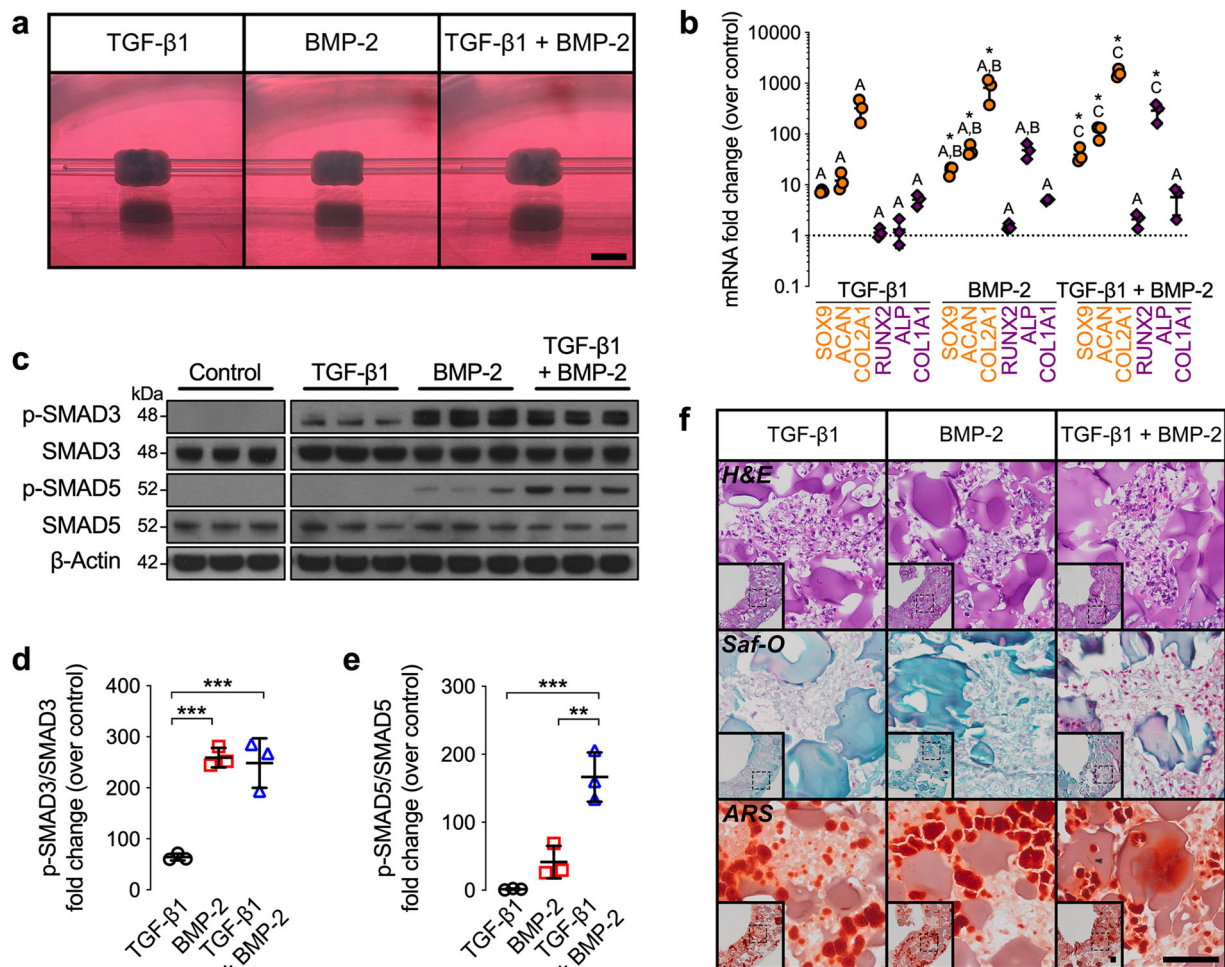 a
TGF-β1 BMP-2 TGF-β1 + BMP-2
b
mRNA fold change (over control)
10000
1000
100
10
1
0.1
A A A A A A
* A,B * A,B * A,B A A,B A
* C * C * C A * C A
TGF-β1 BMP-2 TGF-β1 + BMP-2
SOX9 ACAN COL2A1 RUNX2 ALP COL1A1
SOX9 ACAN COL2A1 RUNX2 ALP COL1A1
SOX9 ACAN COL2A1 RUNX2 ALP COL1A1
c
Control TGF-β1 BMP-2 TGF-β1
+ BMP-2
kDa
p-SMAD3 48
SMAD3 48
p-SMAD5 52
SMAD5 52
β-Actin 42
d
p-SMAD3/SMAD3
fold change (over control)
400
300
200
100
0
***
***
TGF-β1
BMP-2
TGF-β1
BMP-2
e
p-SMAD5/SMAD5
fold change (over control)
300
200
100
0
***
**
TGF-β1
BMP-2
TGF-β1
BMP-2
f
TGF-β1 BMP-2 TGF-β1 + BMP-2
H&E
Saf-O
ARS